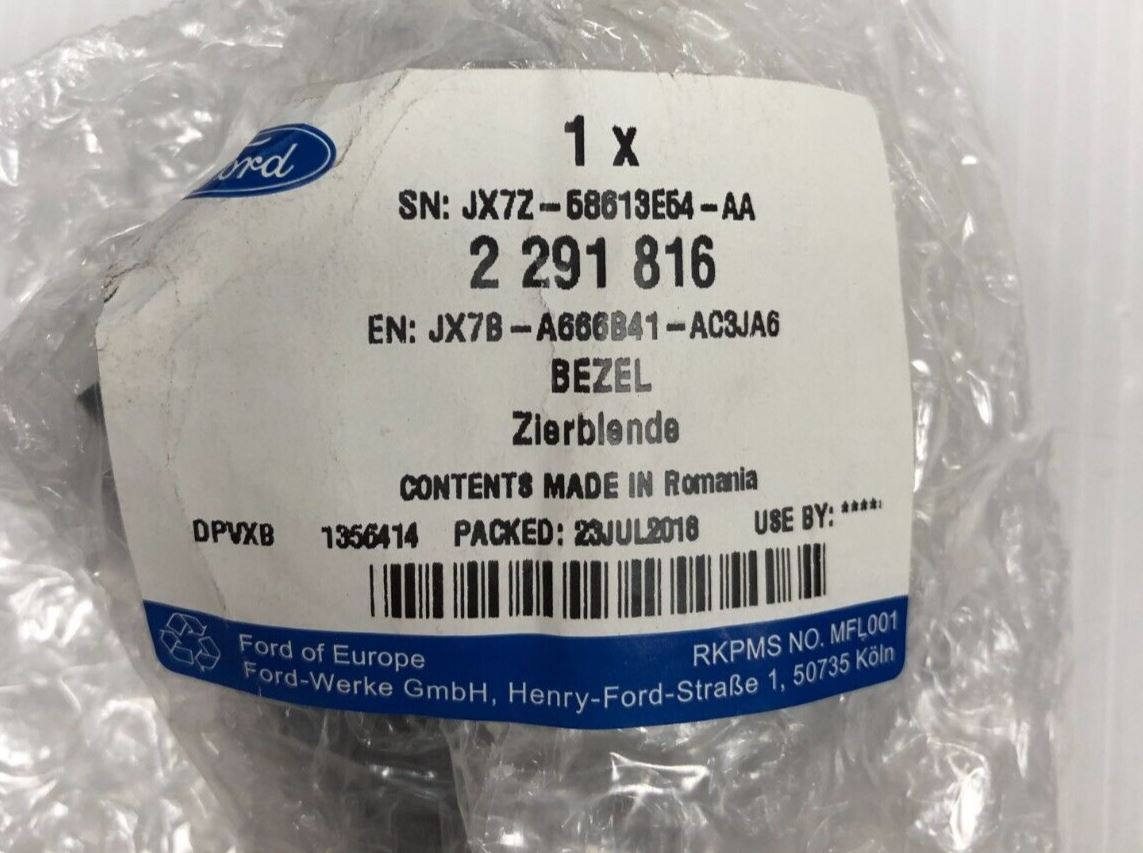 Ford
1 x
SN: JX7Z-58613E54-AA
2 291 816
EN: JX7B-A666B41-AC3JA6
BEZEL
Zierblende
CONTENTS MADE IN Romania
DPVXB 1356414 PACKED: 23JUL2018 USE BY: ****
Ford of Europe RKPMS NO. MFL001
Ford-Werke GmbH, Henry-Ford-Straße 1, 50735 Köln